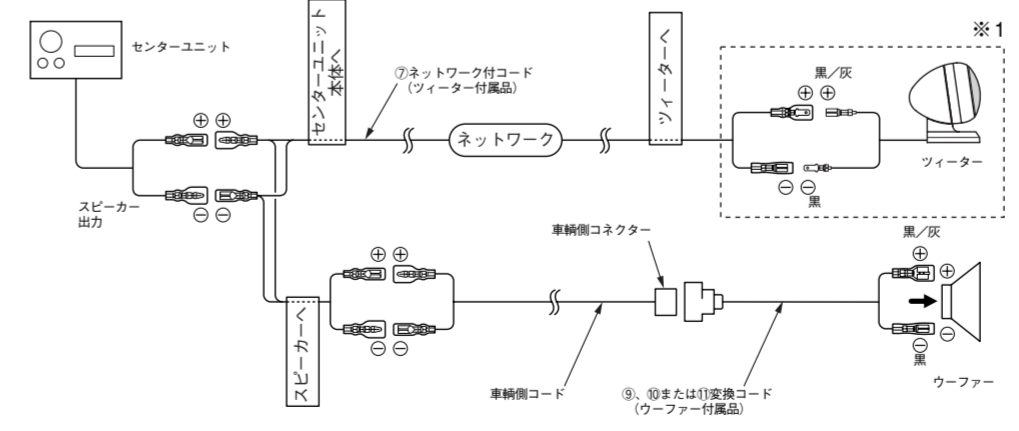 ※1
センターユニット
センターユニット
本体へ
⑦ネットワーク付コード
（ツィーター付属品）
ツィーターへ
黒／灰
⊕ ⊕
⊕ ⊕
ネットワーク
ツィーター
⊖ ⊖
黒
スピーカー
出力
⊖ ⊖
車輌側コネクター
黒／灰
⊕ ⊕
⊕
⊕
スピーカーへ
⊖ ⊖
⊖
⊖
黒
車輌側コード
⑨、⑩または⑪変換コード
（ウーファー付属品）
ウーファー